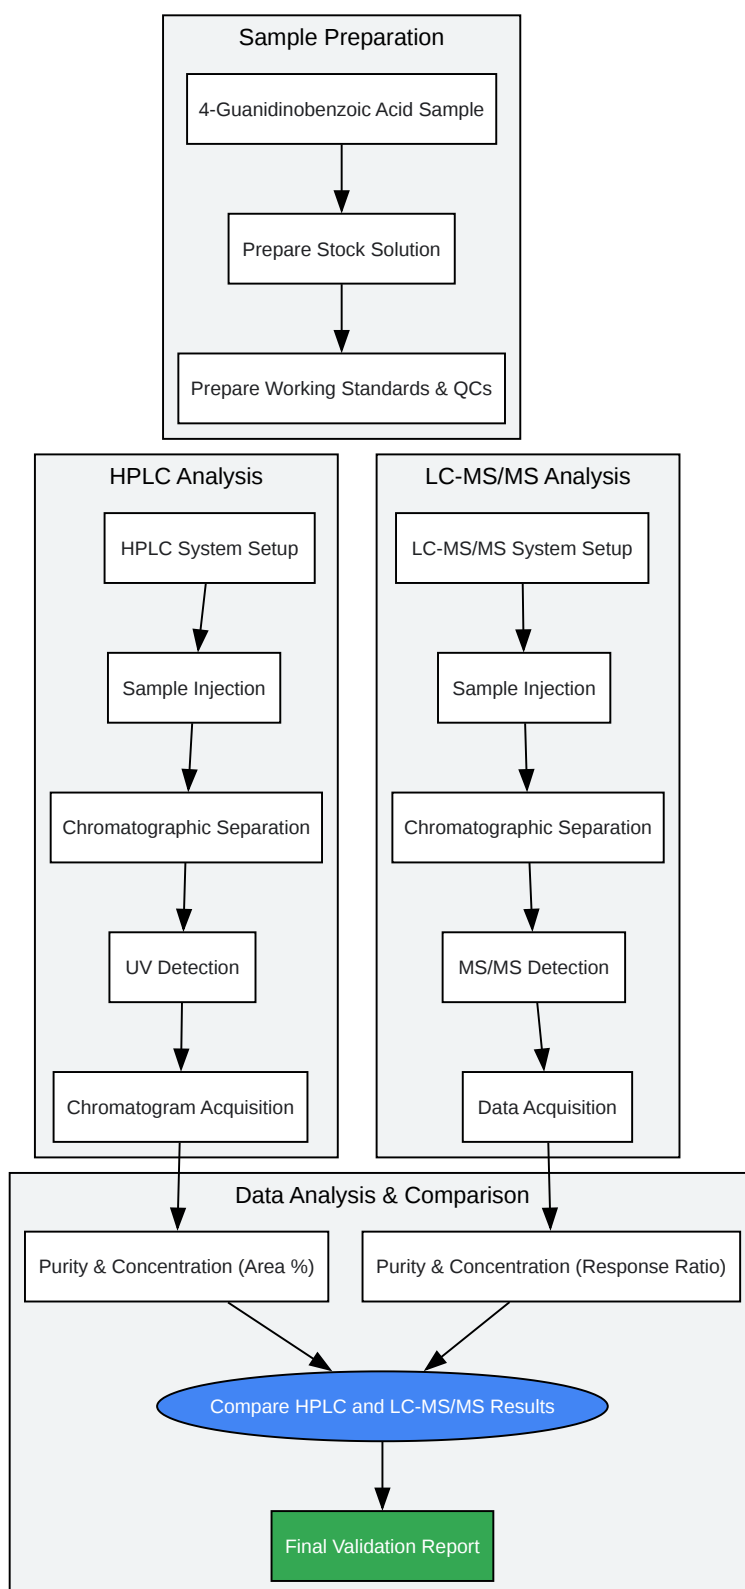 Sample Preparation
4-Guanidinobenzoic Acid Sample
Prepare Stock Solution
Prepare Working Standards & QCs
HPLC Analysis
HPLC System Setup
Sample Injection
Chromatographic Separation
UV Detection
Chromatogram Acquisition
LC-MS/MS Analysis
LC-MS/MS System Setup
Sample Injection
Chromatographic Separation
MS/MS Detection
Data Acquisition
Data Analysis & Comparison
Purity & Concentration (Area %)
Purity & Concentration (Response Ratio)
Compare HPLC and LC-MS/MS Results
Final Validation Report